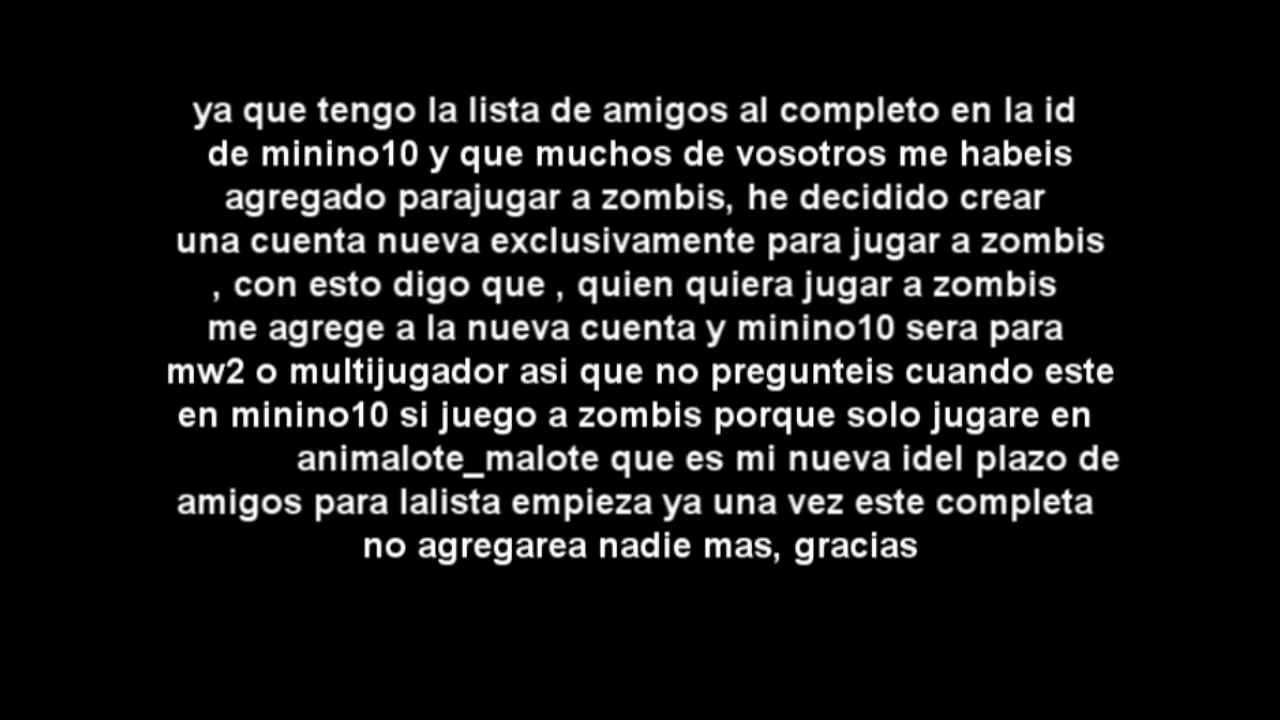 ya que tengo la lista de amigos al completo en la id
de minino10 y que muchos de vosotros me habeis
agregado parajugar a zombis, he decidido crear
una cuenta nueva exclusivamente para jugar a zombis
, con esto digo que , quien quiera jugar a zombis
me agrege a la nueva cuenta y minino10 sera para
mw2 o multijugador asi que no pregunteis cuando este
en minino10 si juego a zombis porque solo jugare en
animalote_malote que es mi nueva idel plazo de
amigos para lalista empieza ya una vez este completa
no agregarea nadie mas, gracias